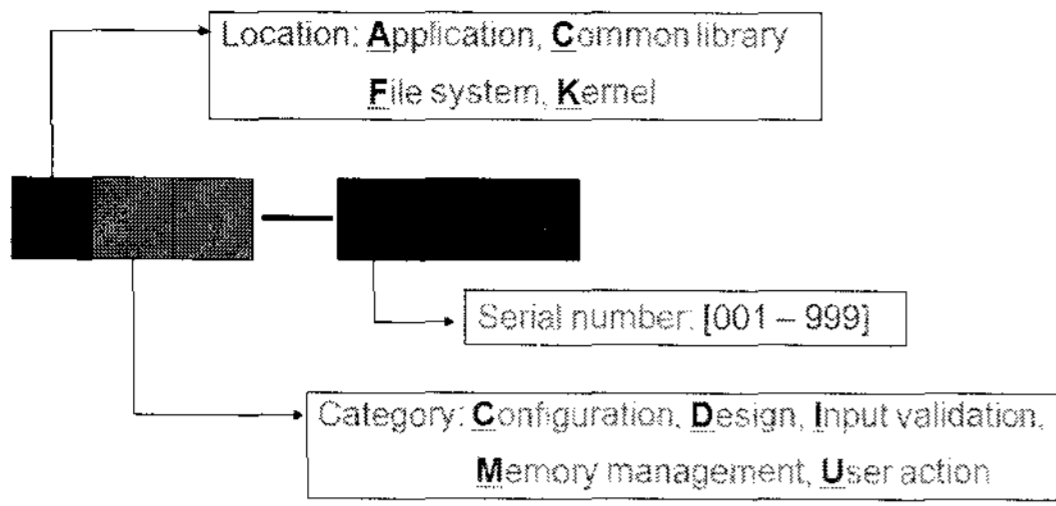 Location: Application, Common library
File system, Kernel
Serial number: [001 – 999]
Category: Configuration, Design, Input validation,
Memory management, User action